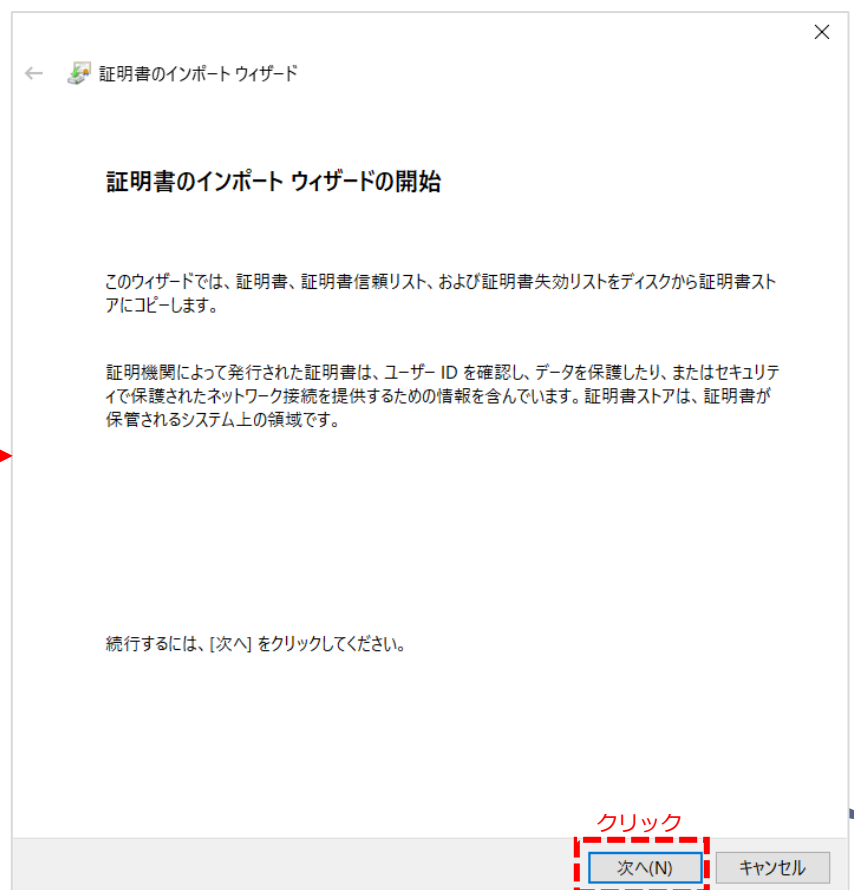 証明書のインポート ウィザード
証明書のインポート ウィザードの開始
このウィザードでは、証明書、証明書信頼リスト、および証明書失効リストをディスクから証明書スト
アにコピーします。
証明機関によって発行された証明書は、ユーザー ID を確認し、データを保護したり、またはセキュリテ
ィで保護されたネットワーク接続を提供するための情報を含んでいます。証明書ストアは、証明書が
保管されるシステム上の領域です。
続行するには、[次へ] をクリックしてください。
クリック
次へ(N) キャンセル